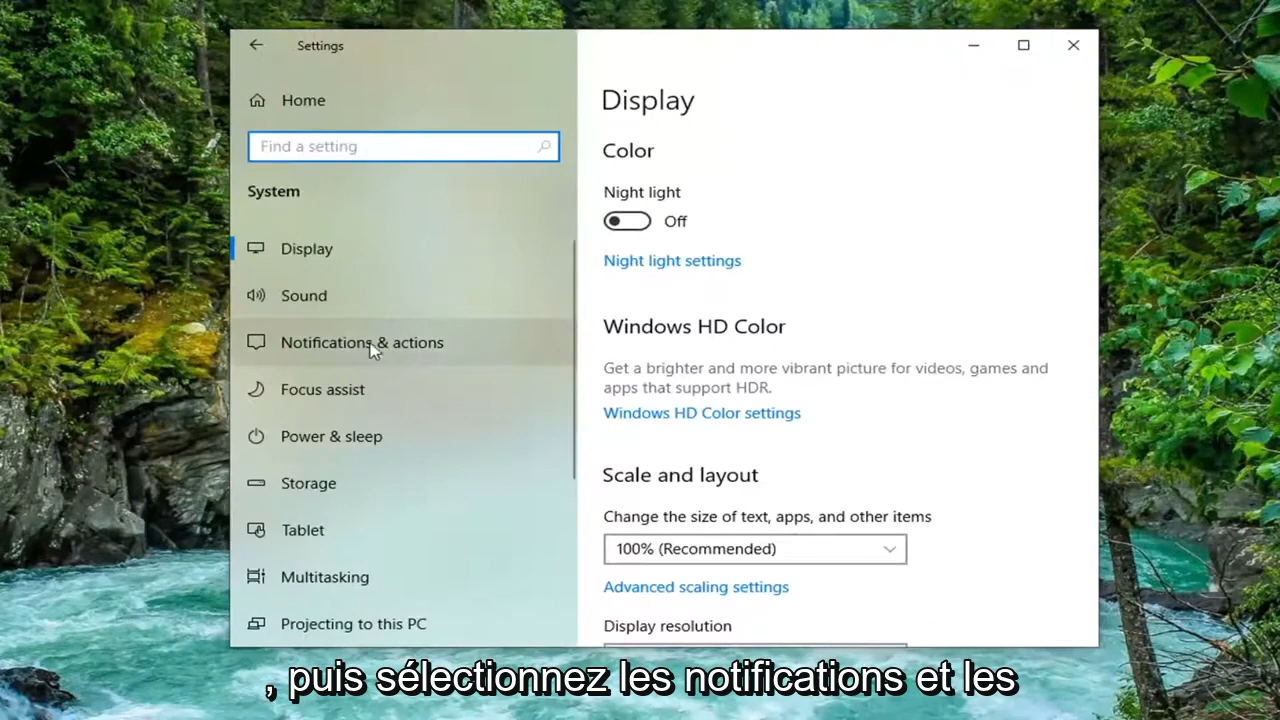 Settings
Home
Find a setting
System
Display
Sound
Notifications & actions
Focus assist
Power & sleep
Storage
Tablet
Multitasking
Projecting to this PC
Display
Color
Night light
Off
Night light settings
Windows HD Color
Get a brighter and more vibrant picture for videos, games and
apps that support HDR.
Windows HD Color settings
Scale and layout
Change the size of text, apps, and other items
100% (Recommended)
Advanced scaling settings
Display resolution
, puis sélectionnez les notifications et les